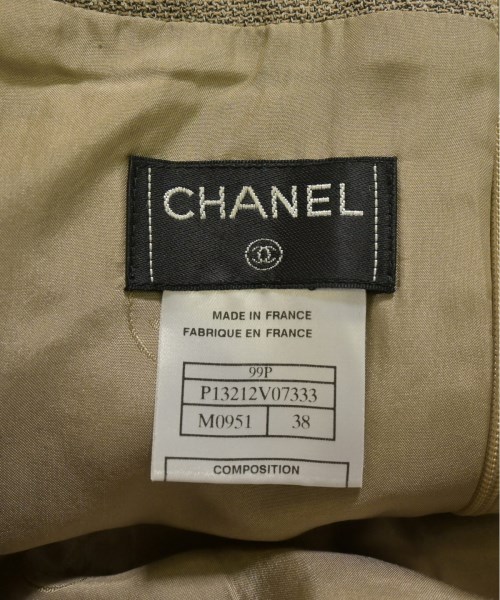 CHANEL
MADE IN FRANCE
FABRIQUE EN FRANCE
99P
P13212V07333
M0951 38
COMPOSITION